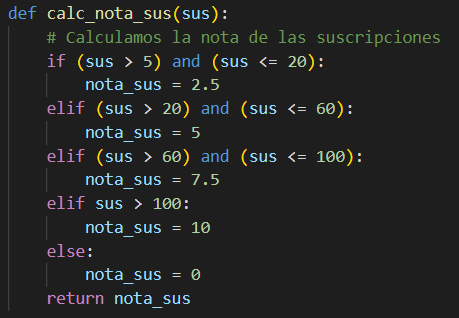 def calc_nota_sus(sus):
    # Calculamos la nota de las suscripciones
    if (sus > 5) and (sus <= 20):
        nota_sus = 2.5
    elif (sus > 20) and (sus <= 60):
        nota_sus = 5
    elif (sus > 60) and (sus <= 100):
        nota_sus = 7.5
    elif sus > 100:
        nota_sus = 10
    else:
        nota_sus = 0
    return nota_sus